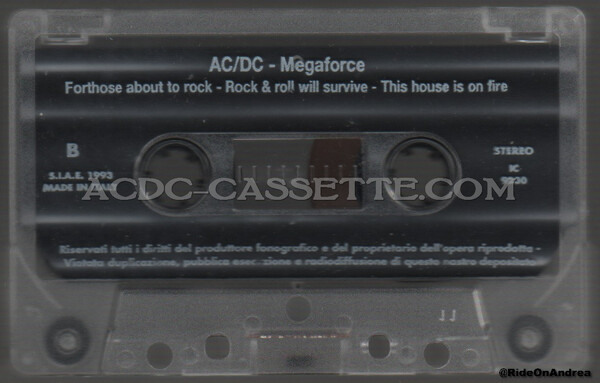 AC/DC - Megaforce
Forthose about to rock - Rock & roll will survive - This house is on fire
B
STEREO
S.I.A.E. 1993
IC
MADE IN ITALY
ACDC-CASSETTE.COM
Riservati tutti i diritti del produttore fonografico e del proprietario dell'opera riprodotta -
Vietata duplicazione, pubblica esecuzione e radiodiffusione di questo nastro depositato
11
@RideOnAndrea